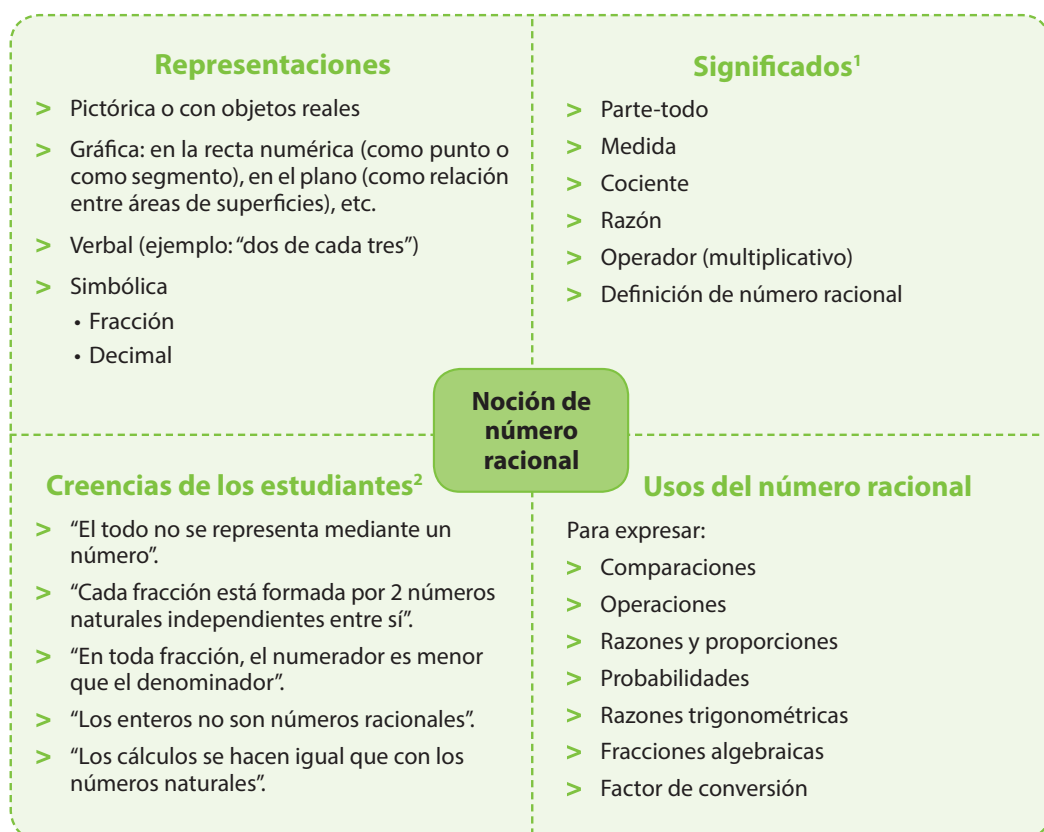 Representaciones
> Pictórica o con objetos reales
> Gráfica: en la recta numérica (como punto o
como segmento), en el plano (como relación
entre áreas de superficies), etc.
> Verbal (ejemplo: “dos de cada tres”)
> Simbólica
• Fracción
• Decimal
Significados¹
> Parte-todo
> Medida
> Cociente
> Razón
> Operador (multiplicativo)
> Definición de número racional
Noción de
número
racional
Creencias de los estudiantes²
> “El todo no se representa mediante un
número”.
> “Cada fracción está formada por 2 números
naturales independientes entre sí”.
> “En toda fracción, el numerador es menor
que el denominador”.
> “Los enteros no son números racionales”.
> “Los cálculos se hacen igual que con los
números naturales”.
Usos del número racional
Para expresar:
> Comparaciones
> Operaciones
> Razones y proporciones
> Probabilidades
> Razones trigonométricas
> Fracciones algebraicas
> Factor de conversión